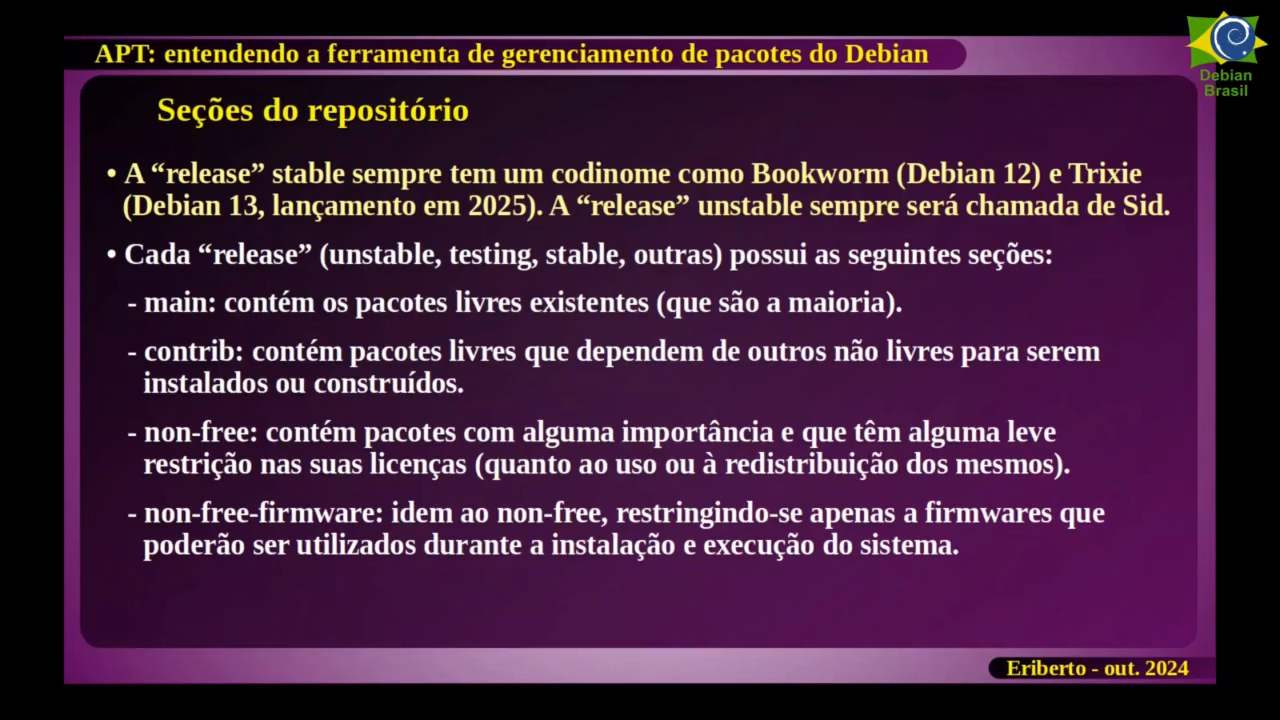 APT: entendendo a ferramenta de gerenciamento de pacotes do Debian
Debian
Brasil
Seções do repositório
• A “release” stable sempre tem um codinome como Bookworm (Debian 12) e Trixie
(Debian 13, lançamento em 2025). A “release” unstable sempre será chamada de Sid.
• Cada “release” (unstable, testing, stable, outras) possui as seguintes seções:
- main: contém os pacotes livres existentes (que são a maioria).
- contrib: contém pacotes livres que dependem de outros não livres para serem
instalados ou construídos.
- non-free: contém pacotes com alguma importância e que têm alguma leve
restrição nas suas licenças (quanto ao uso ou à redistribuição dos mesmos).
- non-free-firmware: idem ao non-free, restringindo-se apenas a firmwares que
poderão ser utilizados durante a instalação e execução do sistema.
Eriberto - out. 2024